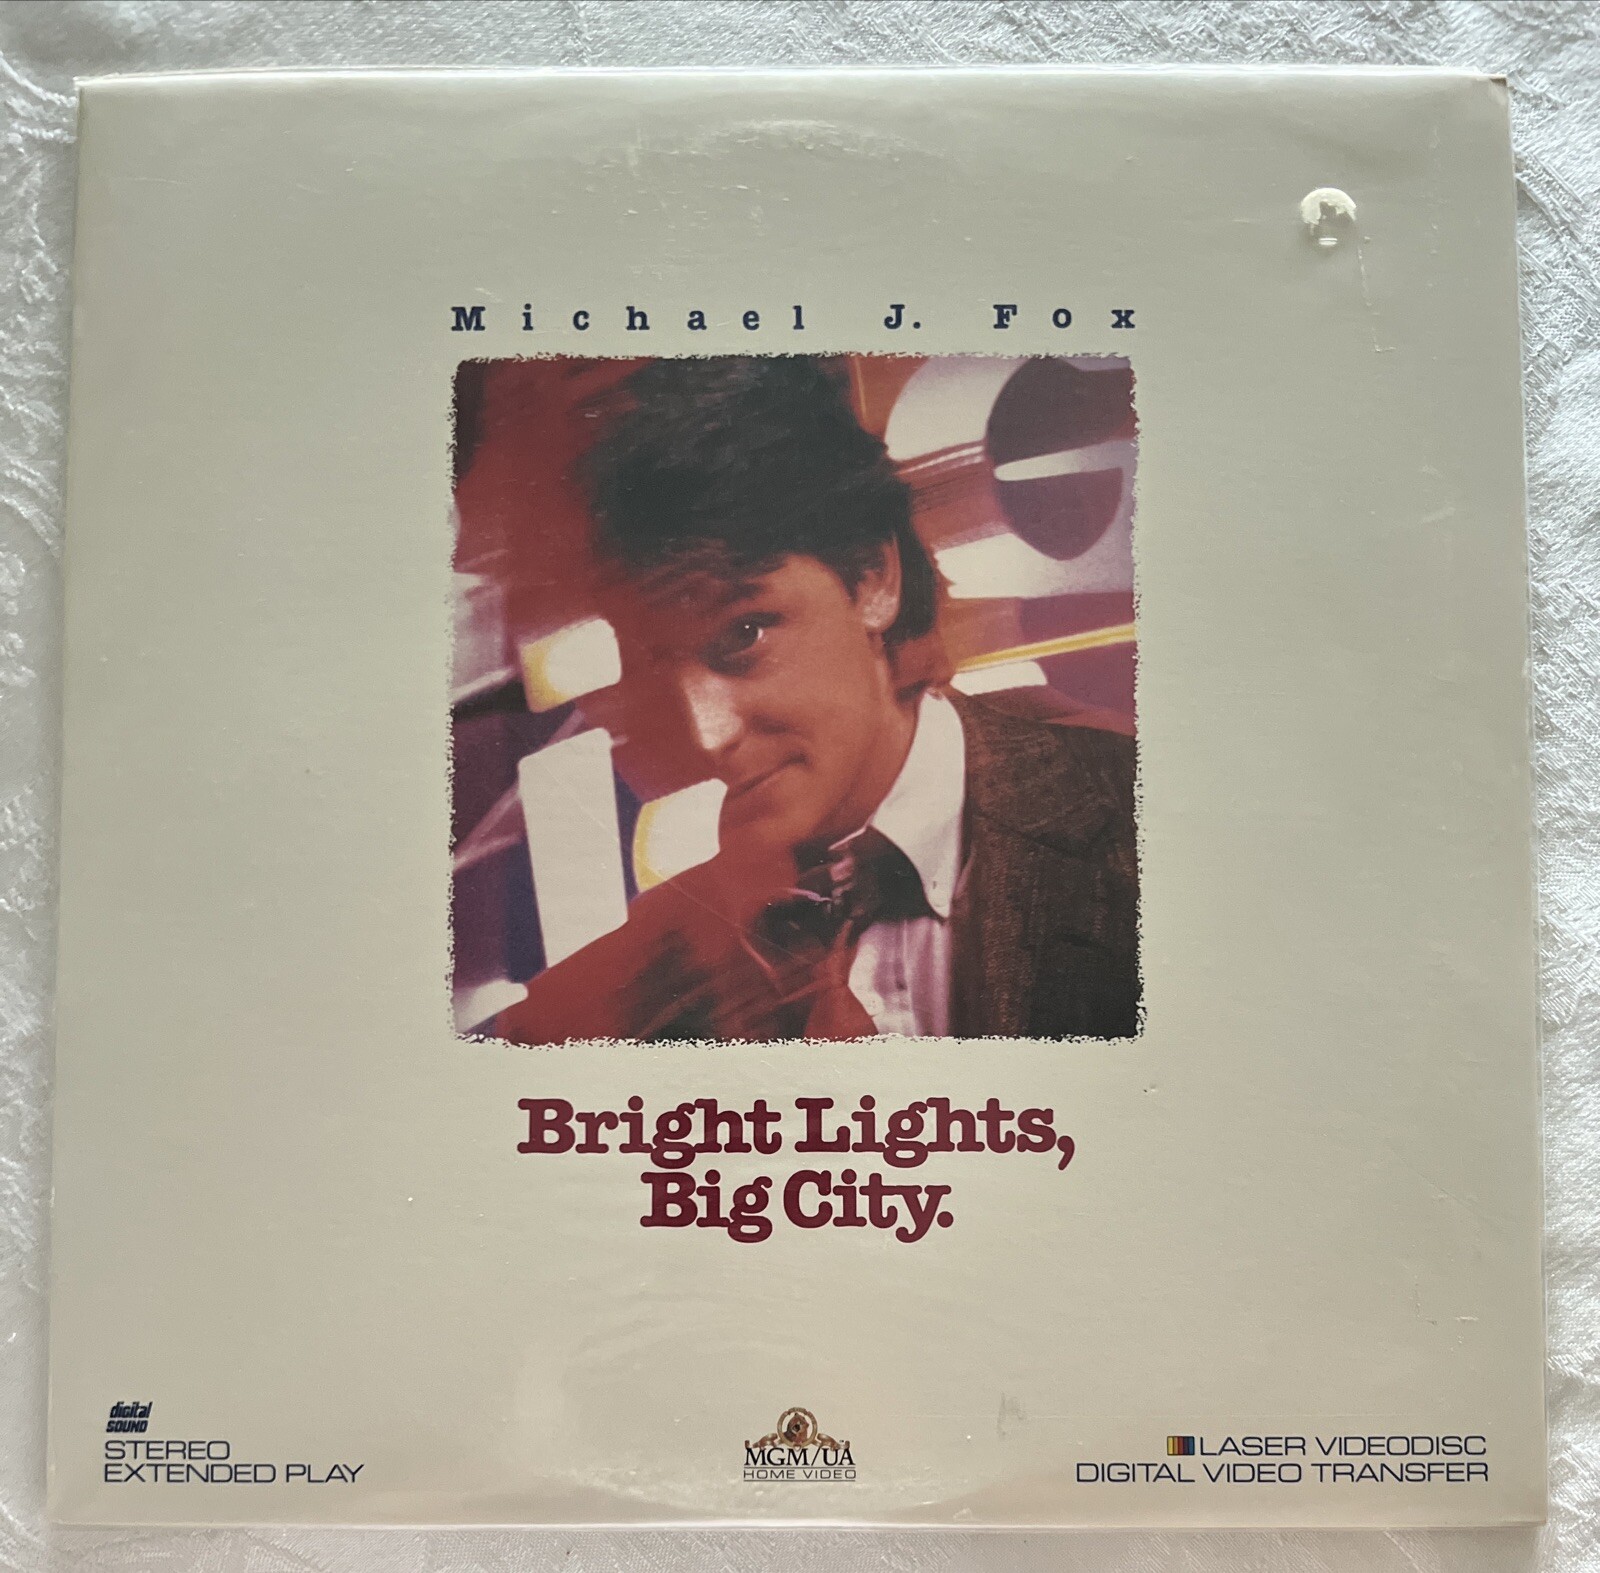 Michael J. Fox
Bright Lights,
Big City.
digital
SOUND
STEREO
EXTENDED PLAY
MGM/UA
HOME VIDEO
LASER VIDEODISC
DIGITAL VIDEO TRANSFER